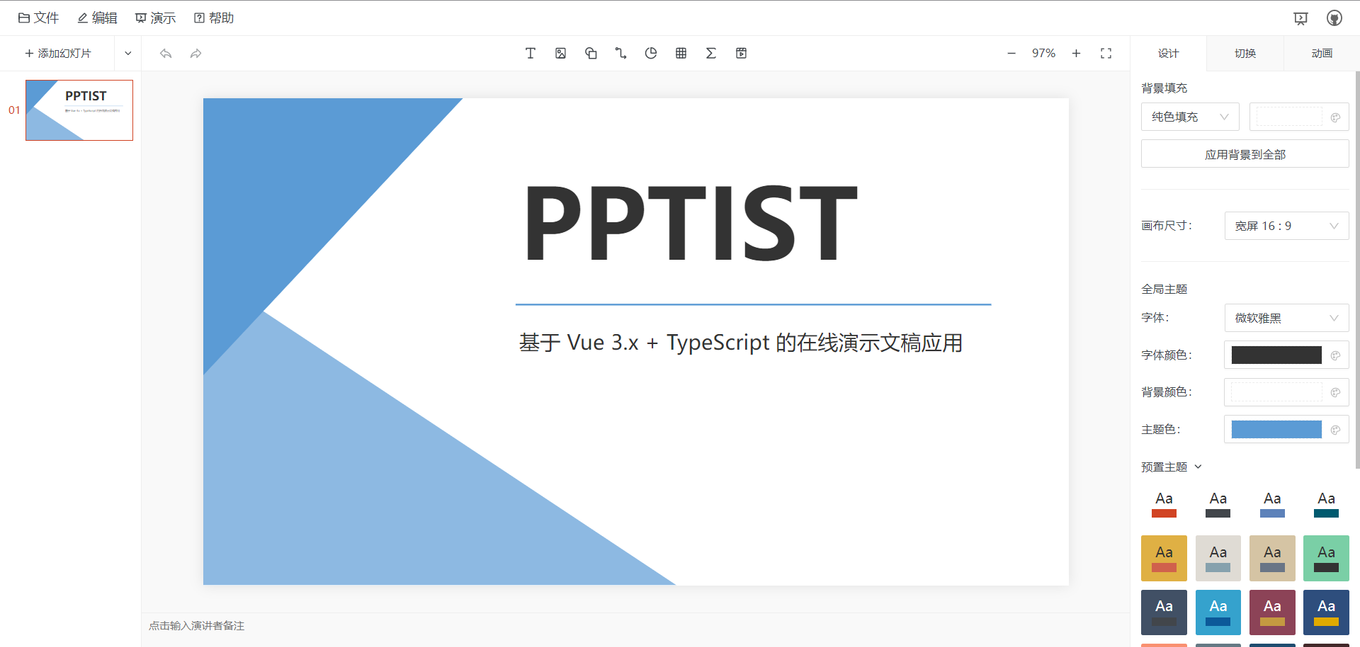 文件 编辑 演示 帮助
添加幻灯片
97%
设计 切换 动画
01
PPTIST
基于 Vue 3.x + TypeScript 的在线演示文稿应用
PPTIST
基于 Vue 3.x + TypeScript 的在线演示文稿应用
点击输入演讲者备注
背景填充
纯色填充
应用背景到全部
画布尺寸: 宽屏 16 : 9
全局主题
字体: 微软雅黑
字体颜色:
背景颜色:
主题色:
预置主题
Aa Aa Aa Aa
Aa Aa Aa Aa
Aa Aa Aa Aa